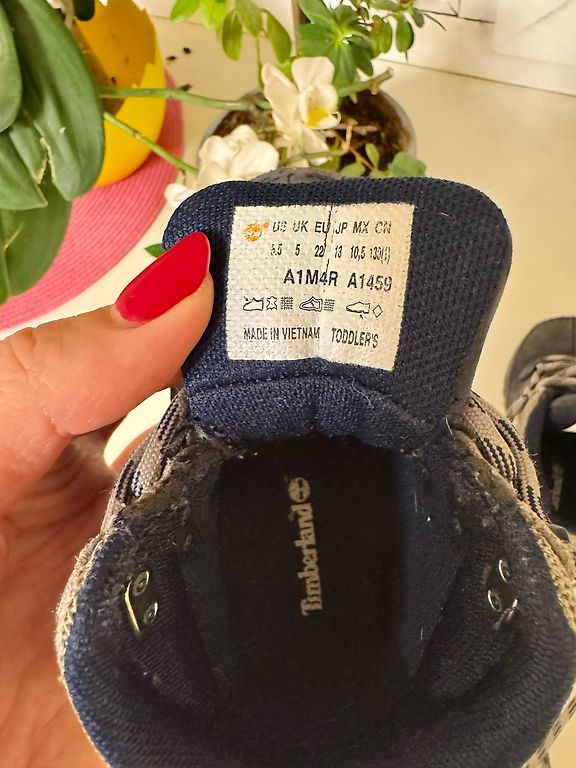 US UK EU JP MX CN
5.5 5 22 13 10,5 130(1)
A1M4R A1459
MADE IN VIETNAM TODDLER'S
Timberland